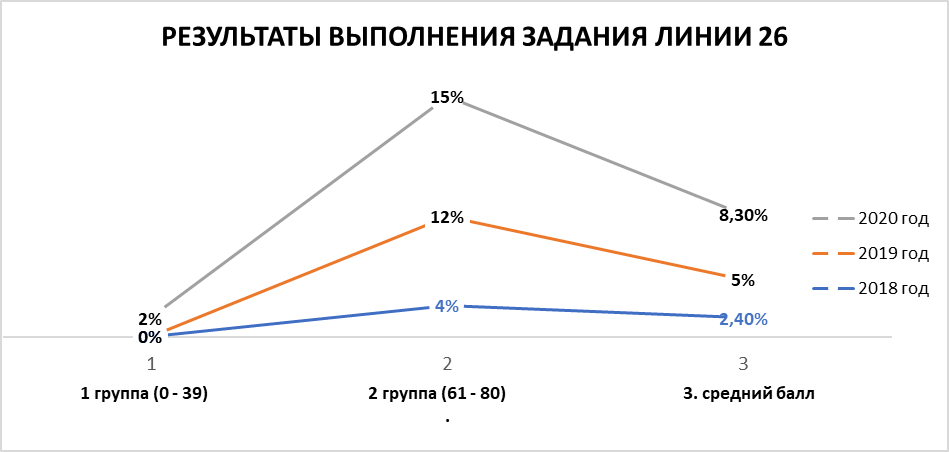 РЕЗУЛЬТАТЫ ВЫПОЛНЕНИЯ ЗАДАНИЯ ЛИНИИ 26
15%
12%
8,30%
2020 год
2019 год
5%
2018 год
4%
2%
2,40%
0%
1 2 3
1 группа (0 - 39) 2 группа (61 - 80) 3. средний балл
.